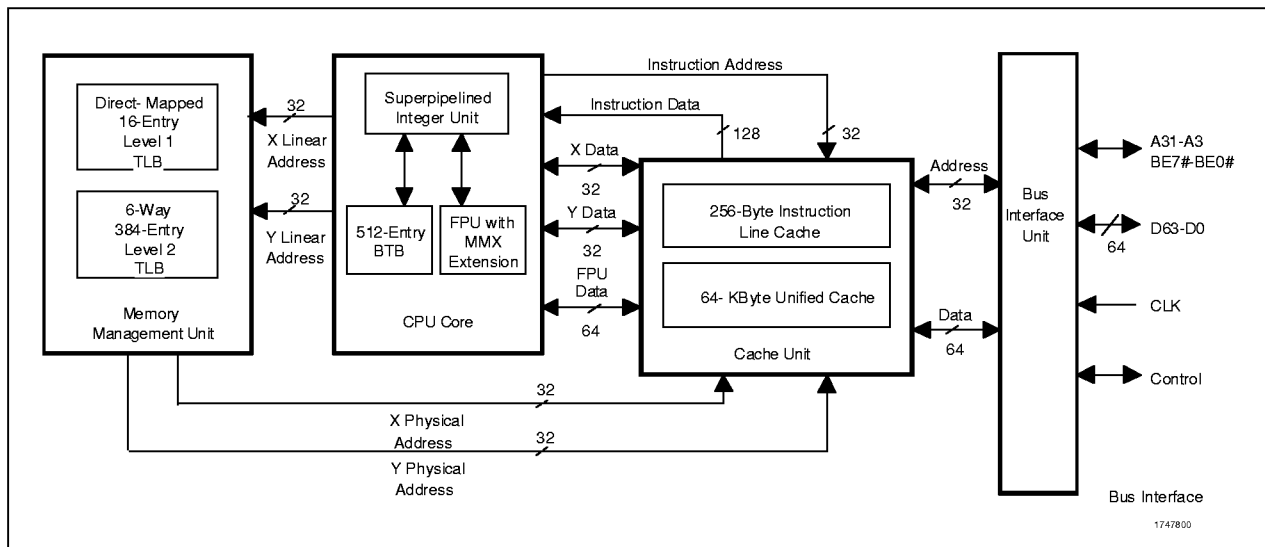 Direct- Mapped
16-Entry
Level 1
TLB
6-Way
384-Entry
Level 2
TLB
Memory
Management Unit
32
X Linear
Address
32
Y Linear
Address
Superpipelined
Integer Unit
512-Entry
BTB
FPU with
MMX
Extension
CPU Core
Instruction Address
32
Instruction Data
128
X Data
32
Y Data
32
FPU
Data
64
256-Byte Instruction
Line Cache
64- KByte Unified Cache
Cache Unit
32
X Physical
Address
32
Y Physical
Address
Address
32
Data
64
Bus
Interface
Unit
A31-A3
BE7#-BE0#
D63-D0
64
CLK
Control
Bus Interface
1747800